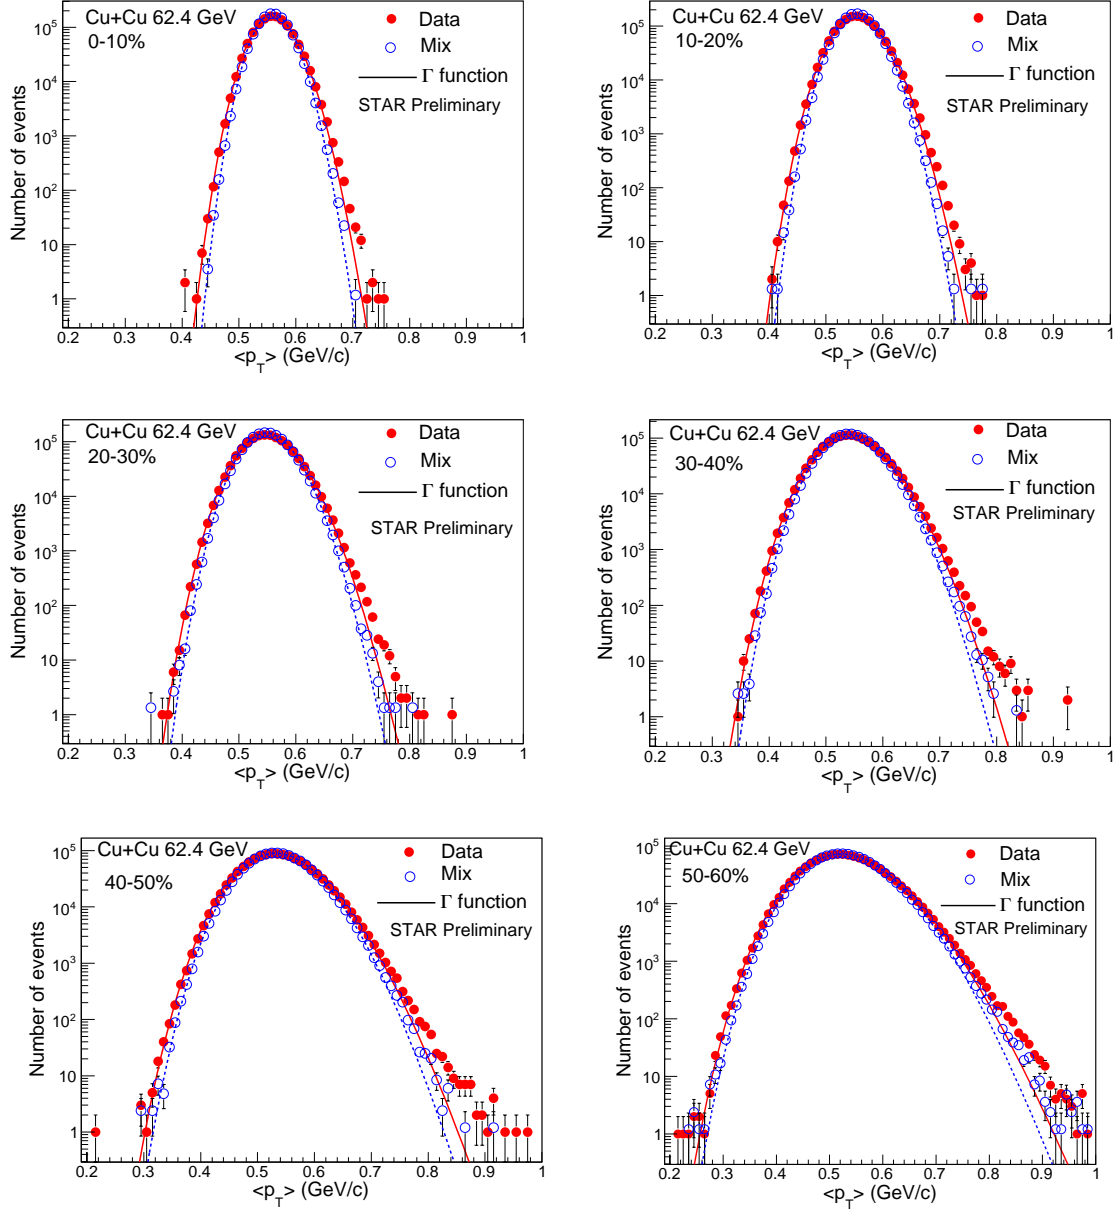 Cu+Cu 62.4 GeV
0-10%
Data
Mix
Γ function
STAR Preliminary
Number of events
10^5
10^4
10^3
10^2
10
1
0.2 0.3 0.4 0.5 0.6 0.7 0.8 0.9 1
<p_T> (GeV/c)
Cu+Cu 62.4 GeV
10-20%
Data
Mix
Γ function
STAR Preliminary
Number of events
10^5
10^4
10^3
10^2
10
1
0.2 0.3 0.4 0.5 0.6 0.7 0.8 0.9 1
<p_T> (GeV/c)
Cu+Cu 62.4 GeV
20-30%
Data
Mix
Γ function
STAR Preliminary
Number of events
10^5
10^4
10^3
10^2
10
1
0.2 0.3 0.4 0.5 0.6 0.7 0.8 0.9 1
<p_T> (GeV/c)
Cu+Cu 62.4 GeV
30-40%
Data
Mix
Γ function
STAR Preliminary
Number of events
10^5
10^4
10^3
10^2
10
1
0.2 0.3 0.4 0.5 0.6 0.7 0.8 0.9 1
<p_T> (GeV/c)
Cu+Cu 62.4 GeV
40-50%
Data
Mix
Γ function
STAR Preliminary
Number of events
10^5
10^4
10^3
10^2
10
1
0.2 0.3 0.4 0.5 0.6 0.7 0.8 0.9 1
<p_T> (GeV/c)
Cu+Cu 62.4 GeV
50-60%
Data
Mix
Γ function
STAR Preliminary
Number of events
10^5
10^4
10^3
10^2
10
1
0.2 0.3 0.4 0.5 0.6 0.7 0.8 0.9 1
<p_T> (GeV/c)